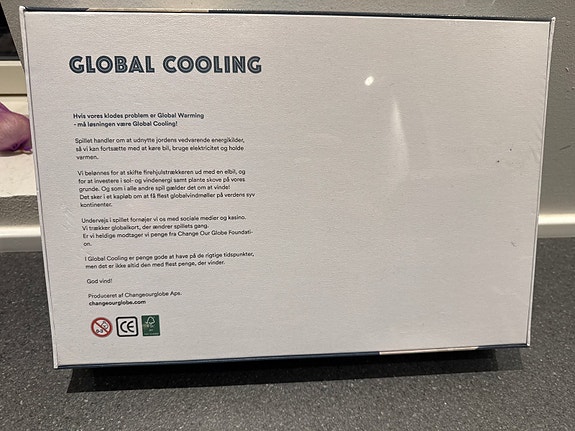 GLOBAL COOLING
Hvis vores klodes problem er Global Warming
- må løsningen være Global Cooling!
Spillet handler om at udnytte jordens vedvarende energikilder,
så vi kan fortsætte med at køre bil, bruge elektricitet og holde
varmen.
Vi belønnes for at skifte firehjulstrækkeren ud med en elbil, og
for at investere i sol- og vindenergi samt plante skove på vores
grunde. Og som i alle andre spil gælder det om at vinde!
Det sker i et kapløb om at få flest globalvindmøller på verdens syv
kontinenter.
Undervejs i spillet fornøjer vi os med sociale medier og kasino.
Vi trækker globalkort, der ændrer spillets gang.
Er vi heldige modtager vi penge fra Change Our Globe Foundati-
on.
I Global Cooling er penge gode at have på de rigtige tidspunkter,
men det er ikke altid den med flest penge, der vinder.
God vind!
Produceret af Changeourglobe Aps.
changeourglobe.com
0-3 CE